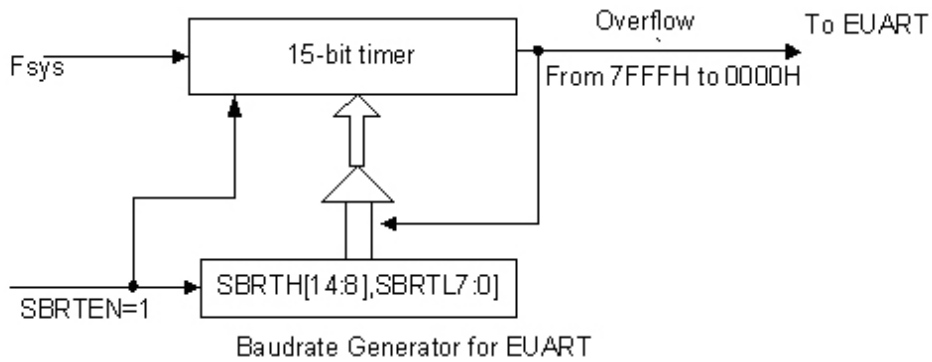 Overflow
To EUART
Fsys
15-bit timer
From 7FFFH to 0000H
SBRTEN=1
SBRTH[14:8],SBRTL7:0]
Baudrate Generator for EUART